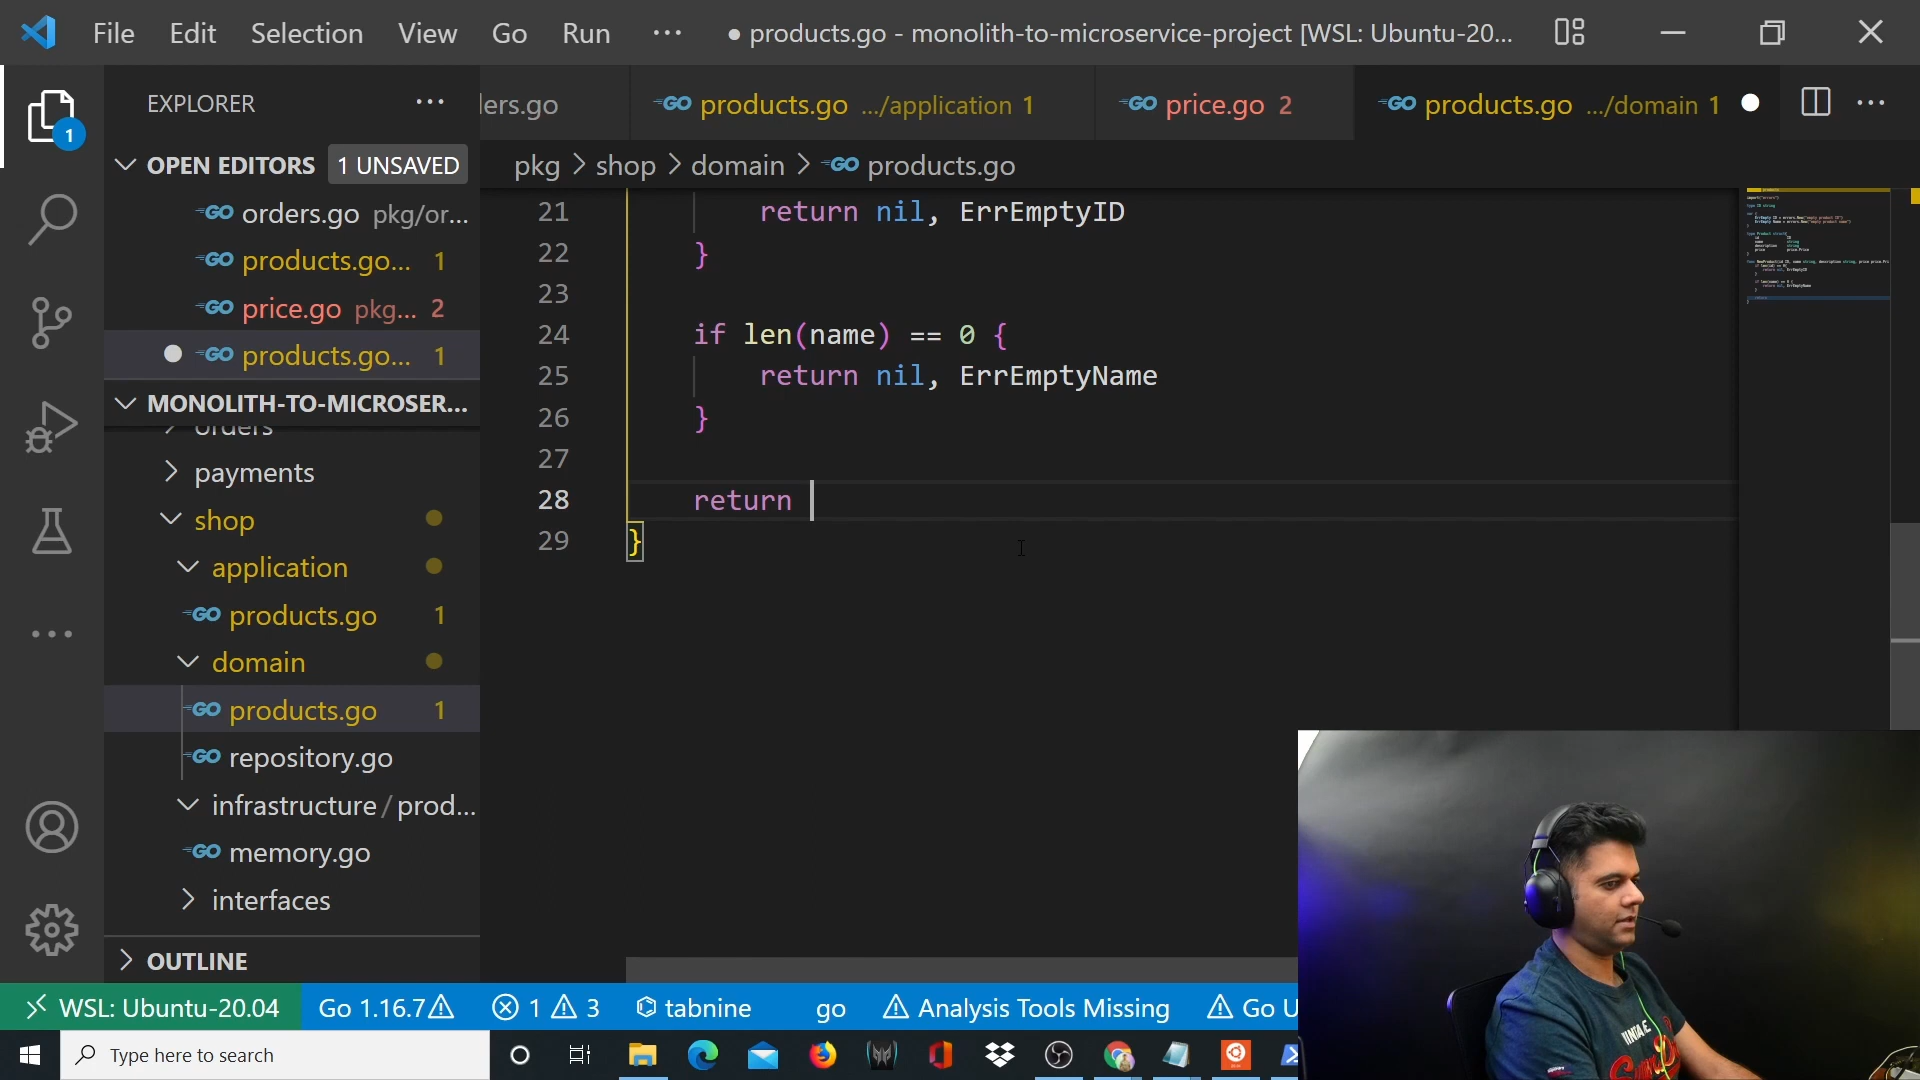 File Edit Selection View Go Run ··· ● products.go - monolith-to-microservice-project [WSL: Ubuntu-20...
EXPLORER ···
OPEN EDITORS 1 UNSAVED
orders.go pkg/or...
products.go... 1
price.go pkg... 2
products.go... 1
MONOLITH-TO-MICROSER...
orders
payments
shop
application
products.go 1
domain
products.go 1
repository.go
infrastructure / prod...
memory.go
interfaces
OUTLINE
1
lers.go products.go .../application 1 price.go 2 products.go .../domain 1 ● ···
pkg > shop > domain > products.go
21 return nil, ErrEmptyID
22 }
23
24 if len(name) == 0 {
25 return nil, ErrEmptyName
26 }
27
28 return
29 }
WSL: Ubuntu-20.04 Go 1.16.7 1 3 tabnine go Analysis Tools Missing Go U
Type here to search